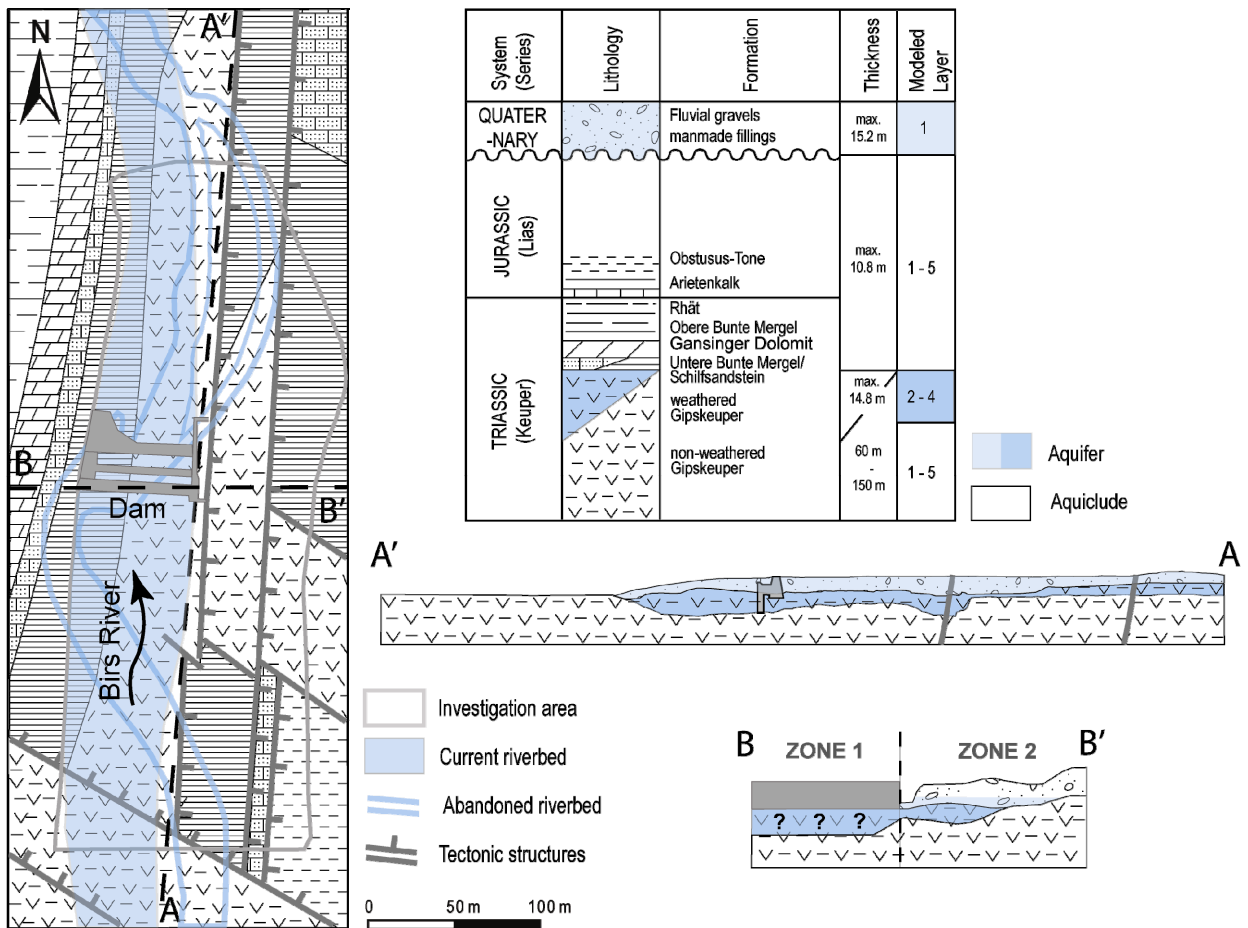 N
A'
B
B'
Dam
Birs River
A
System
(Series)
Lithology
Formation
Thickness
Modeled
Layer
QUATER
-NARY
Fluvial gravels
manmade fillings
max.
15.2 m
1
JURASSIC
(Lias)
Obstusus-Tone
Arietenkalk
max.
10.8 m
1 - 5
TRIASSIC
(Keuper)
Rhät
Obere Bunte Mergel
Gansinger Dolomit
Untere Bunte Mergel/
Schilfsandstein
weathered
Gipskeuper
max.
14.8 m
2 - 4
non-weathered
Gipskeuper
60 m
-
150 m
1 - 5
Aquifer
Aquiclude
A'
A
Investigation area
Current riverbed
Abandoned riverbed
Tectonic structures
0 50 m 100 m
B ZONE 1 ZONE 2 B'
? ? ?